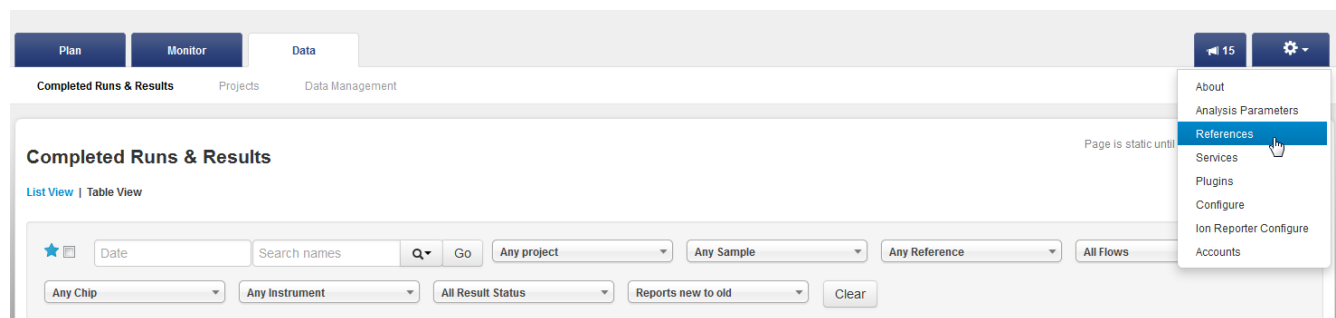 Plan Monitor Data 15
Completed Runs & Results Projects Data Management
About
Analysis Parameters
References
Services
Plugins
Configure
Ion Reporter Configure
Accounts
Page is static until
Completed Runs & Results
List View | Table View
Date Search names Go Any project Any Sample Any Reference All Flows
Any Chip Any Instrument All Result Status Reports new to old Clear